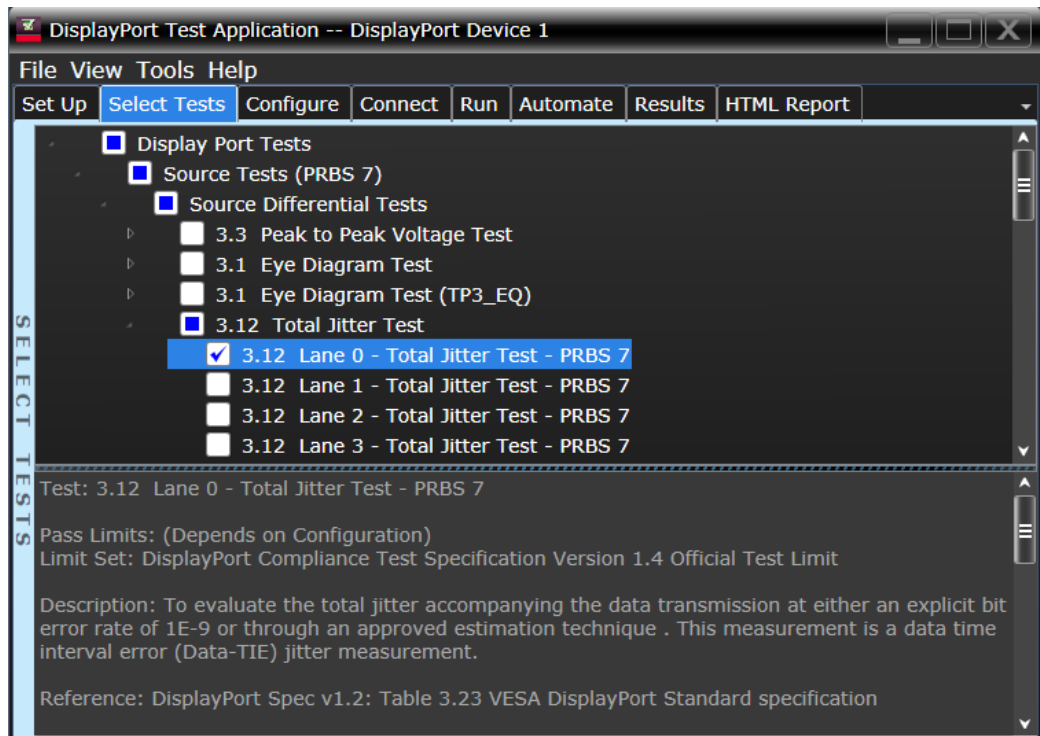 DisplayPort Test Application -- DisplayPort Device 1
File View Tools Help
Set Up Select Tests Configure Connect Run Automate Results HTML Report
SELECT TESTS
Display Port Tests
Source Tests (PRBS 7)
Source Differential Tests
3.3 Peak to Peak Voltage Test
3.1 Eye Diagram Test
3.1 Eye Diagram Test (TP3_EQ)
3.12 Total Jitter Test
3.12 Lane 0 - Total Jitter Test - PRBS 7
3.12 Lane 1 - Total Jitter Test - PRBS 7
3.12 Lane 2 - Total Jitter Test - PRBS 7
3.12 Lane 3 - Total Jitter Test - PRBS 7
Test: 3.12 Lane 0 - Total Jitter Test - PRBS 7
Pass Limits: (Depends on Configuration)
Limit Set: DisplayPort Compliance Test Specification Version 1.4 Official Test Limit
Description: To evaluate the total jitter accompanying the data transmission at either an explicit bit
error rate of 1E-9 or through an approved estimation technique . This measurement is a data time
interval error (Data-TIE) jitter measurement.
Reference: DisplayPort Spec v1.2: Table 3.23 VESA DisplayPort Standard specification